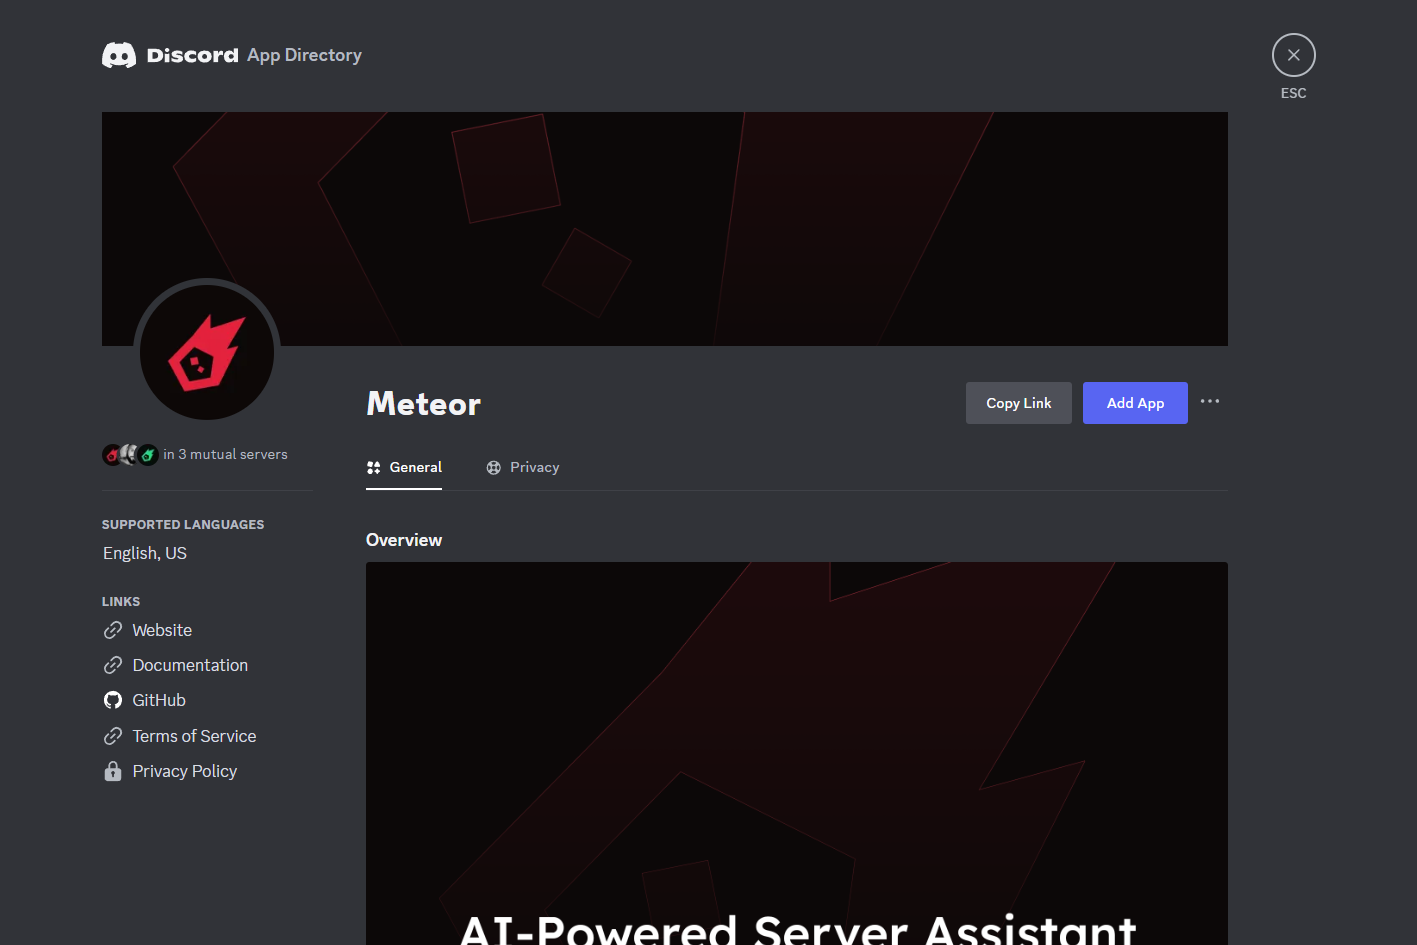 Discord App Directory
ESC
Meteor
Copy Link
Add App
in 3 mutual servers
General
Privacy
SUPPORTED LANGUAGES
English, US
LINKS
Website
Documentation
GitHub
Terms of Service
Privacy Policy
Overview
AI-Powered Server Assistant